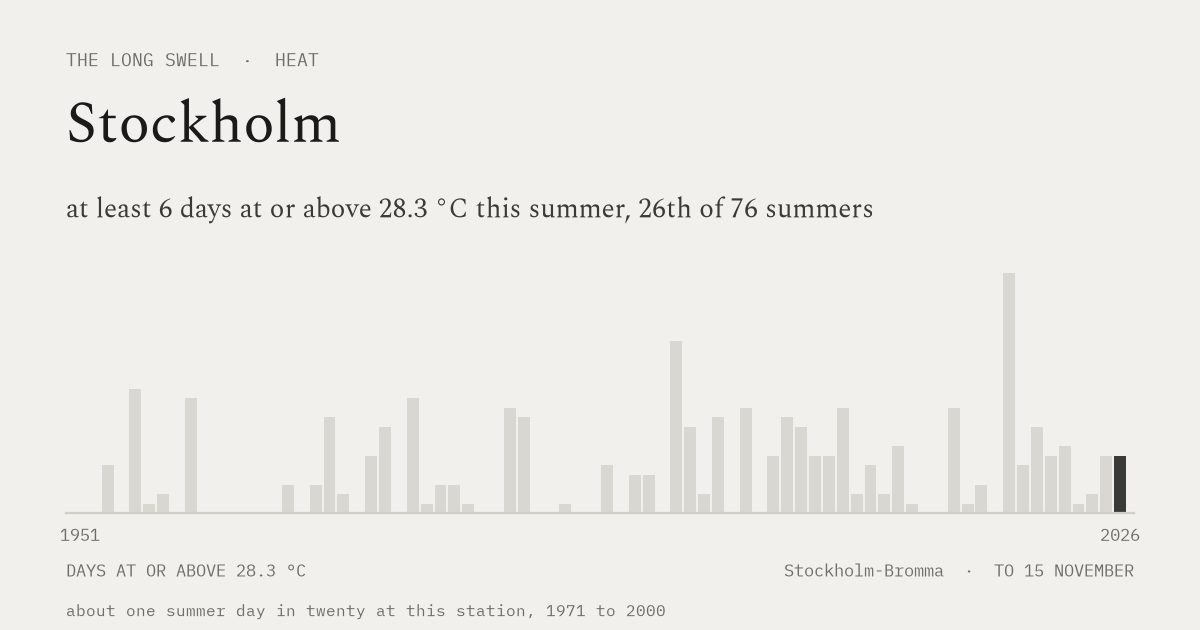 THE LONG SWELL · HEAT
Stockholm
at least 6 days at or above 28.3 °C this summer, 26th of 76 summers
1951 2026
DAYS AT OR ABOVE 28.3 °C Stockholm-Bromma · TO 15 NOVEMBER
about one summer day in twenty at this station, 1971 to 2000